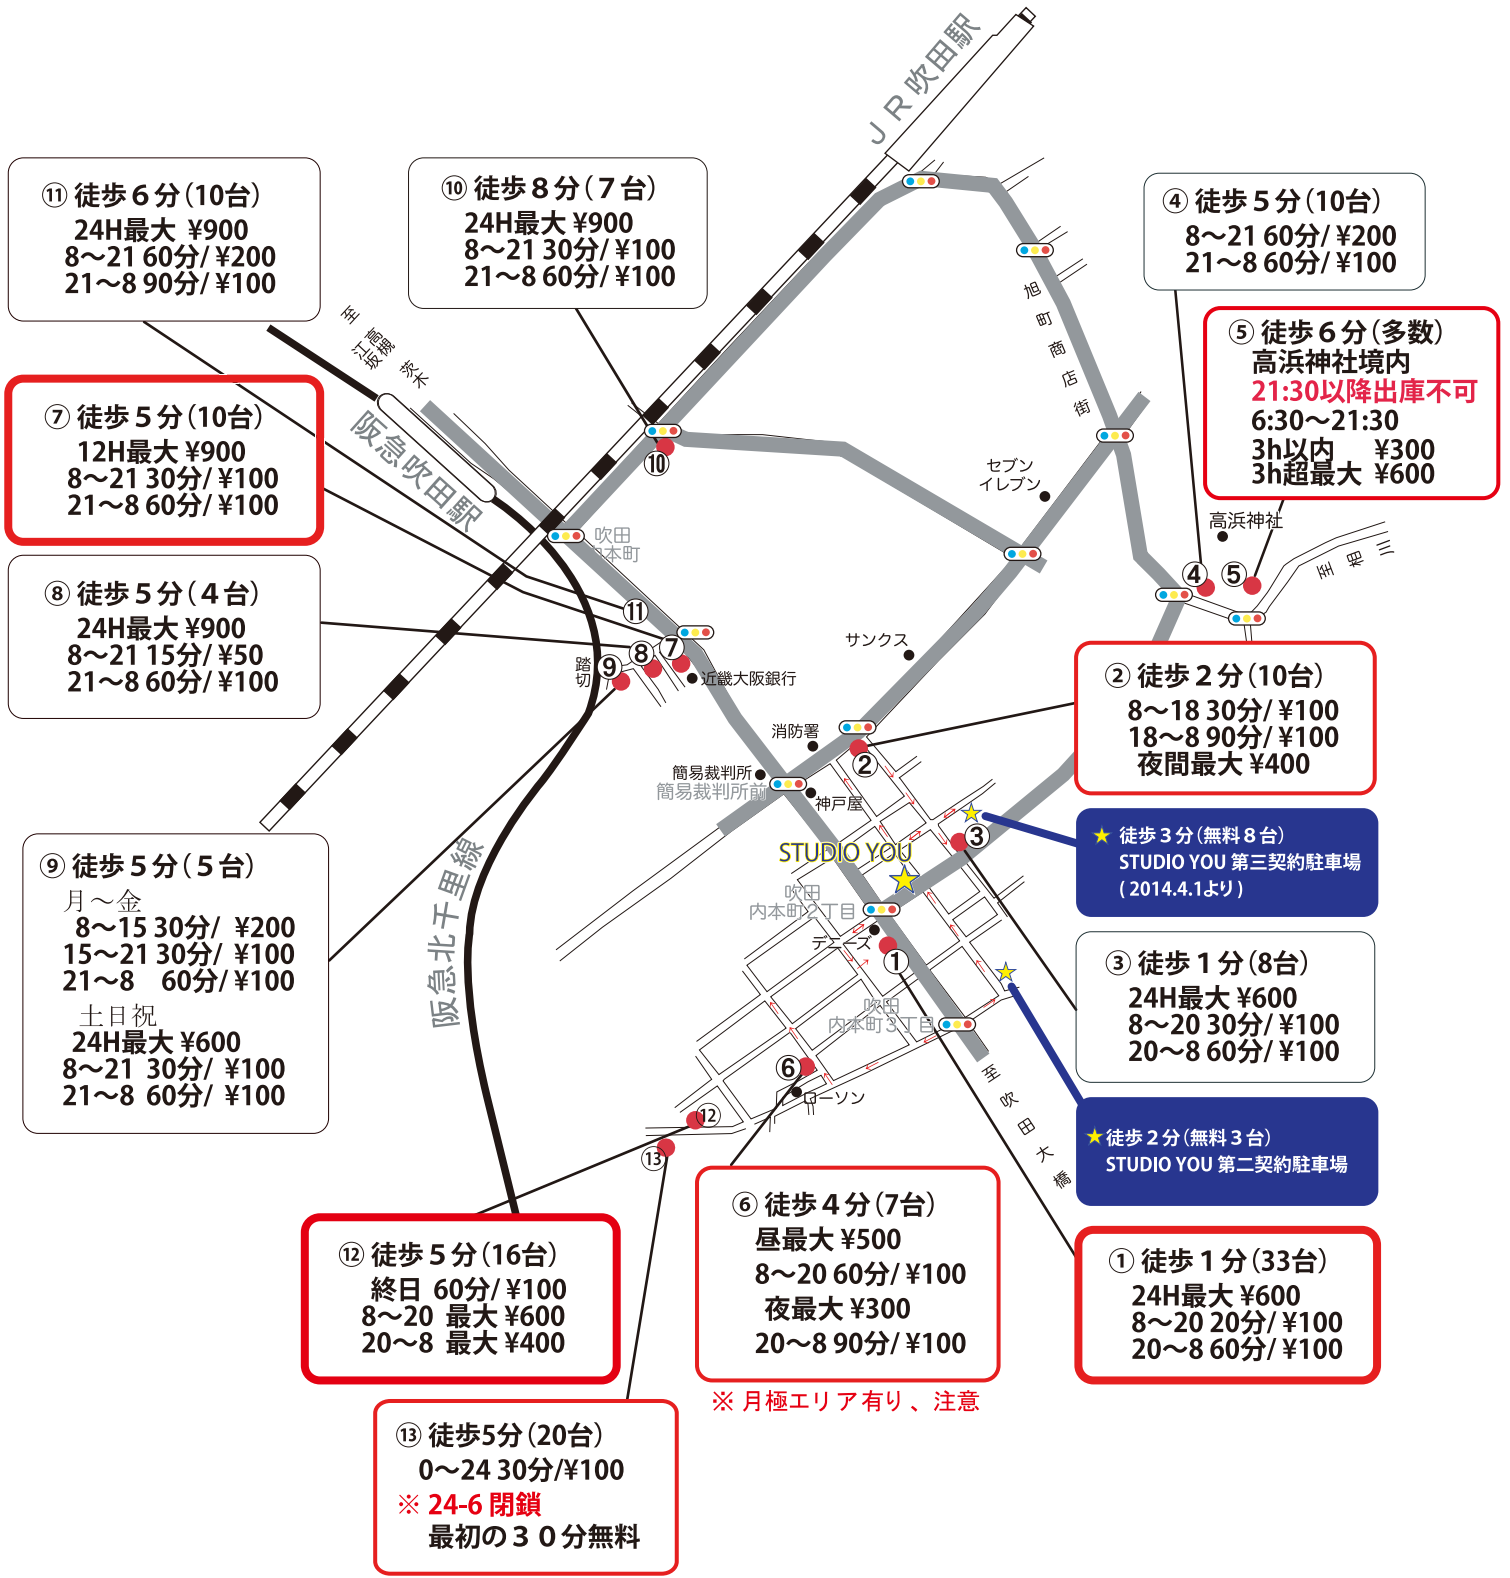 JR吹田駅
⑪ 徒歩６分（10台）
24H最大 ¥900
8〜21 60分/ ¥200
21〜8 90分/ ¥100
⑩ 徒歩８分（７台）
24H最大 ¥900
8〜21 30分/ ¥100
21〜8 60分/ ¥100
④ 徒歩５分（10台）
8〜21 60分/ ¥200
21〜8 60分/ ¥100
⑤ 徒歩６分（多数）
高浜神社境内
21:30以降出庫不可
6:30〜21:30
3h以内 ¥300
3h超最大 ¥600
至
江坂
高槻
茨木
旭町商店街
⑦ 徒歩５分（10台）
12H最大 ¥900
8〜21 30分/ ¥100
21〜8 60分/ ¥100
阪急吹田駅
⑩
セブン
イレブン
高浜神社
吹田
内本町
至相川
④
⑤
⑧ 徒歩５分（４台）
24H最大 ¥900
8〜21 15分/ ¥50
21〜8 60分/ ¥100
⑪
⑦
⑧
⑨
踏切
近畿大阪銀行
サンクス
② 徒歩２分（10台）
8〜18 30分/ ¥100
18〜8 90分/ ¥100
夜間最大 ¥400
消防署
②
簡易裁判所
簡易裁判所前
神戸屋
③
★ 徒歩３分（無料８台）
STUDIO YOU 第三契約駐車場
( 2014.4.1より )
STUDIO YOU
⑨ 徒歩５分（５台）
月〜金
8〜15 30分/ ¥200
15〜21 30分/ ¥100
21〜8 60分/ ¥100
土日祝
24H最大 ¥600
8〜21 30分/ ¥100
21〜8 60分/ ¥100
阪急北千里線
吹田
内本町２丁目
デニーズ
①
③ 徒歩１分（8台）
24H最大 ¥600
8〜20 30分/ ¥100
20〜8 60分/ ¥100
吹田
内本町３丁目
⑥
ローソン
至吹田大橋
⑫
⑬
★ 徒歩２分（無料３台）
STUDIO YOU 第二契約駐車場
⑥ 徒歩４分（7台）
昼最大 ¥500
8〜20 60分/ ¥100
夜最大 ¥300
20〜8 90分/ ¥100
※ 月極エリア有り、注意
⑫ 徒歩５分（16台）
終日 60分/ ¥100
8〜20 最大 ¥600
20〜8 最大 ¥400
① 徒歩１分（33台）
24H最大 ¥600
8〜20 20分/ ¥100
20〜8 60分/ ¥100
⑬ 徒歩5分（20台）
0〜24 30分/¥100
※ 24-6 閉鎖
最初の３０分無料